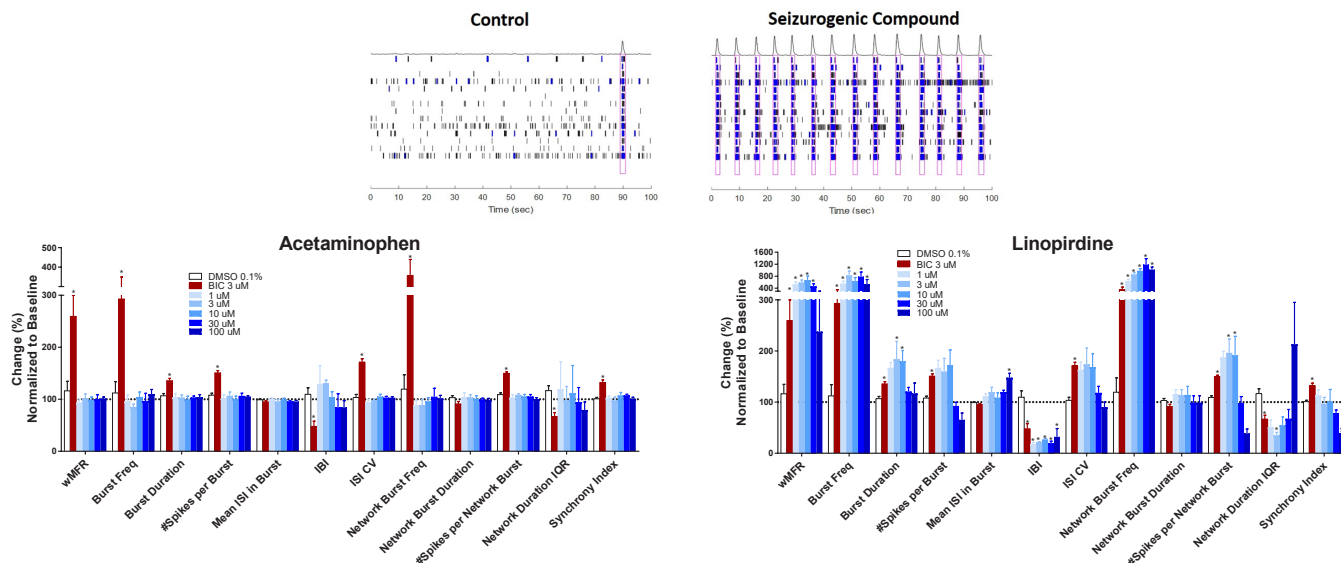 Control
Seizurogenic Compound
0 10 20 30 40 50 60 70 80 90 100
Time (sec)
0 10 20 30 40 50 60 70 80 90 100
Time (sec)
Acetaminophen
Change (%)
Normalized to Baseline
500
400
300
200
100
0
DMSO 0.1%
BIC 3 uM
1 uM
3 uM
10 uM
30 uM
100 uM
wMFR
Burst Freq
Burst Duration
#Spikes per Burst
Mean ISI in Burst
IBI
ISI CV
Network Burst Freq
Network Burst Duration
#Spikes per Network Burst
Network Duration IQR
Synchrony Index
Linopirdine
Change (%)
Normalized to Baseline
1600
1200
800
400
300
200
100
0
DMSO 0.1%
BIC 3 uM
1 uM
3 uM
10 uM
30 uM
100 uM
wMFR
Burst Freq
Burst Duration
#Spikes per Burst
Mean ISI in Burst
IBI
ISI CV
Network Burst Freq
Network Burst Duration
#Spikes per Network Burst
Network Duration IQR
Synchrony Index